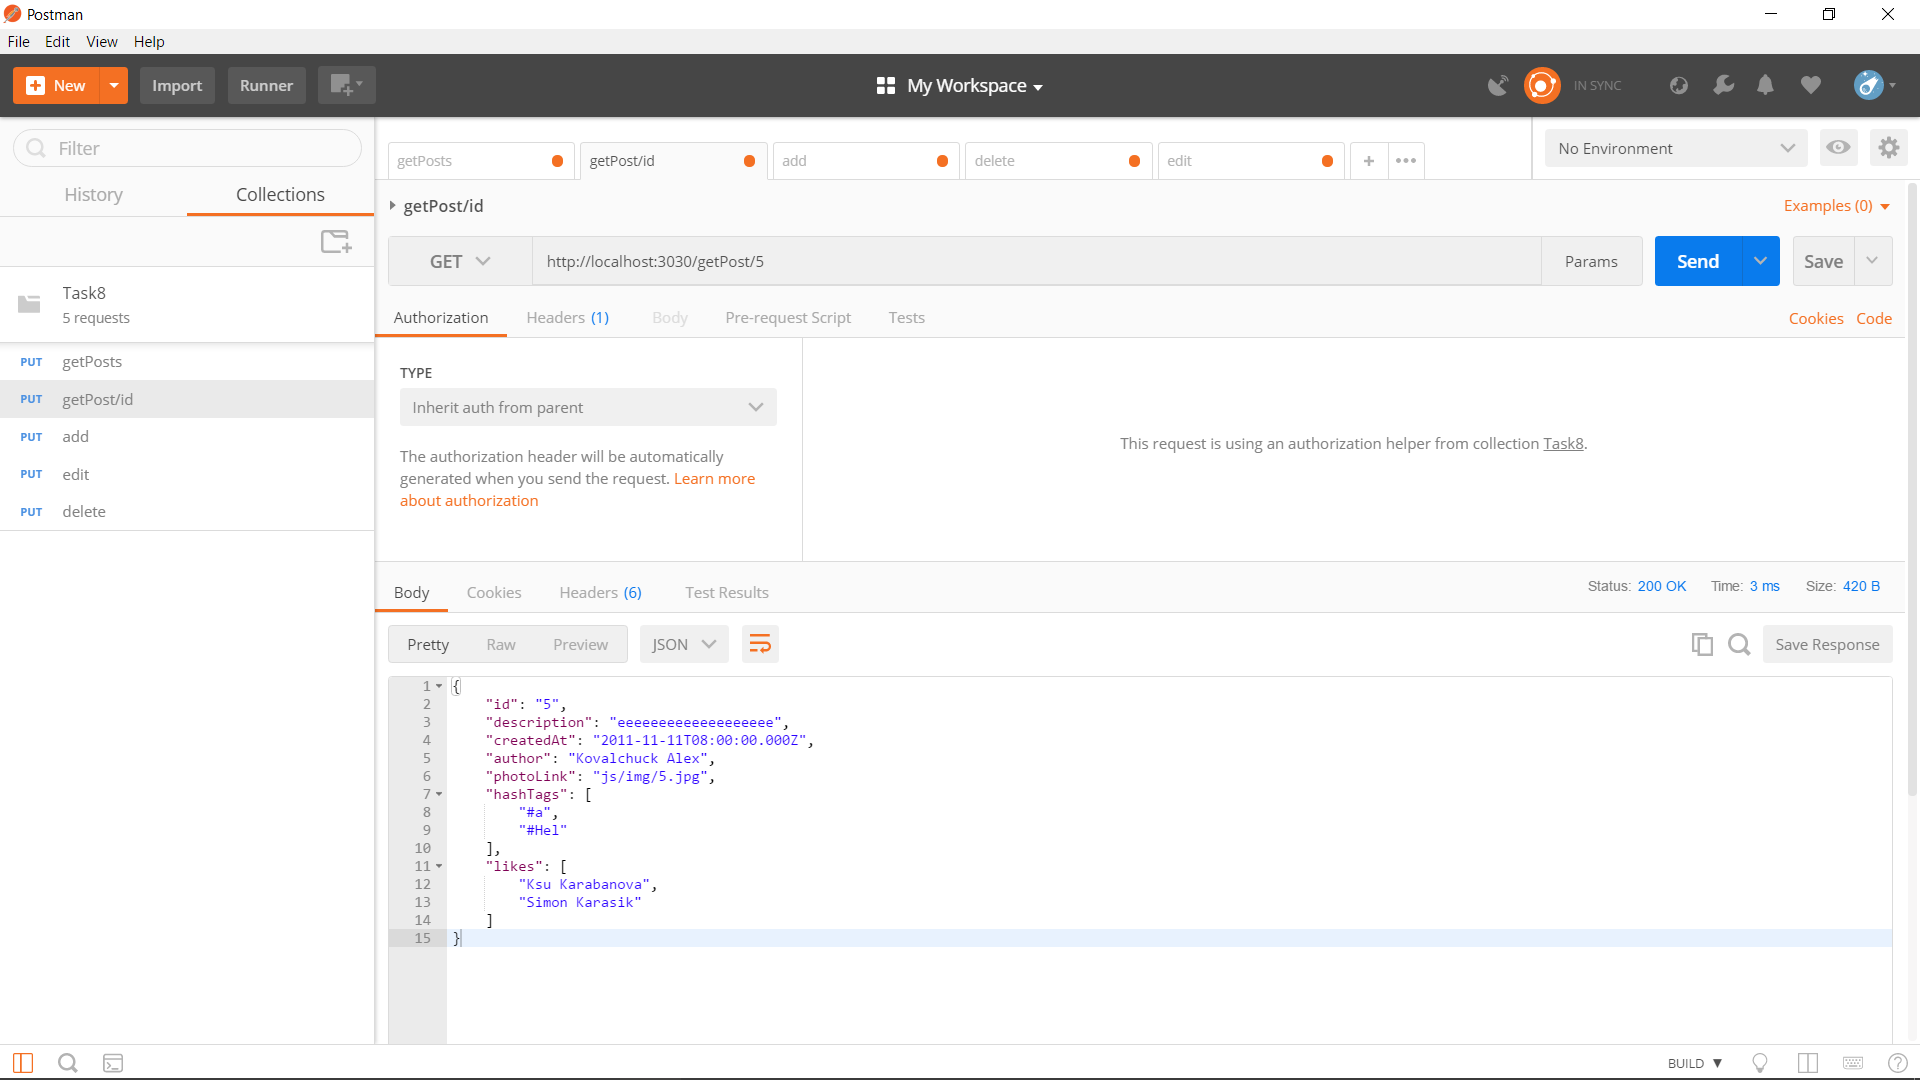 Postman
File Edit View Help
New Import Runner My Workspace IN SYNC
Filter
History Collections
Task8
5 requests
PUT getPosts
PUT getPost/id
PUT add
PUT edit
PUT delete
getPosts getPost/id add delete edit + •••
No Environment
getPost/id Examples (0)
GET http://localhost:3030/getPost/5 Params Send Save
Authorization Headers (1) Body Pre-request Script Tests Cookies Code
TYPE
Inherit auth from parent
The authorization header will be automatically
generated when you send the request. Learn more
about authorization
This request is using an authorization helper from collection Task8.
Body Cookies Headers (6) Test Results Status: 200 OK Time: 3 ms Size: 420 B
Pretty Raw Preview JSON Save Response
1 {
2 "id": "5",
3 "description": "eeeeeeeeeeeeeeeeeee",
4 "createdAt": "2011-11-11T08:00:00.000Z",
5 "author": "Kovalchuck Alex",
6 "photoLink": "js/img/5.jpg",
7 "hashTags": [
8 "#a",
9 "#Hel"
10 ],
11 "likes": [
12 "Ksu Karabanova",
13 "Simon Karasik"
14 ]
15 }
BUILD